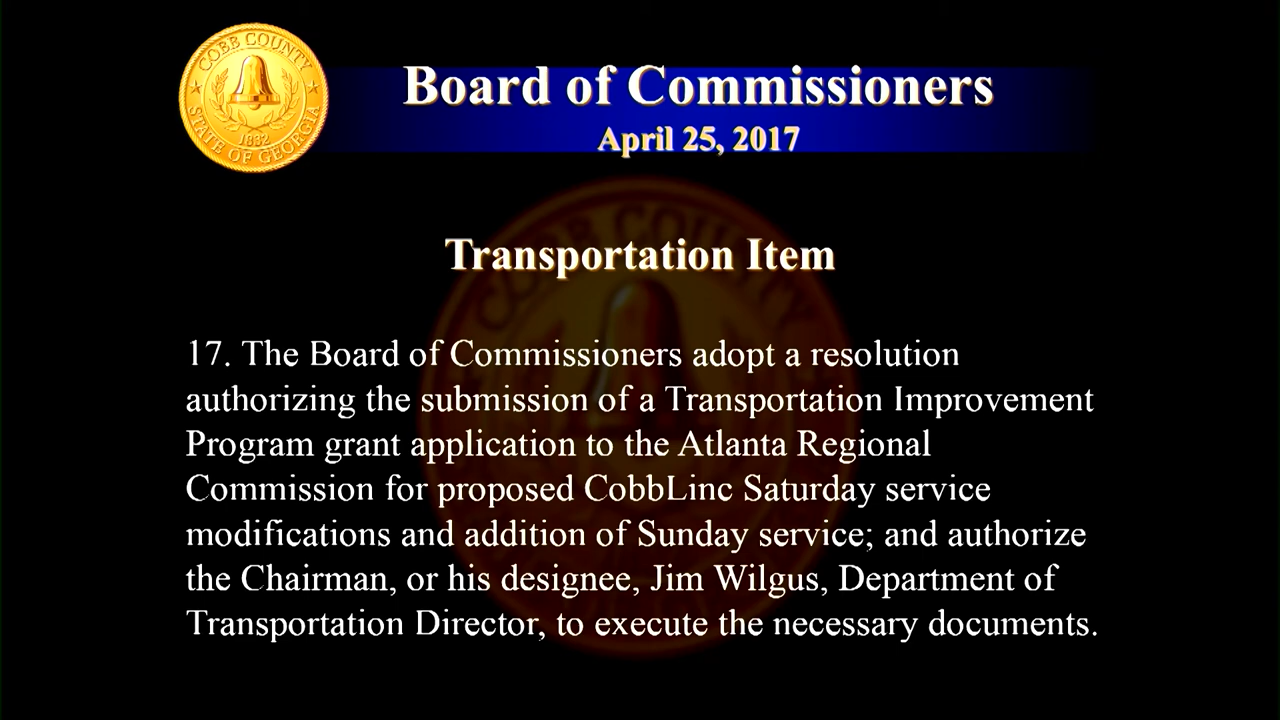 COBB COUNTY
1832
STATE OF GEORGIA
Board of Commissioners
April 25, 2017
Transportation Item
17. The Board of Commissioners adopt a resolution
authorizing the submission of a Transportation Improvement
Program grant application to the Atlanta Regional
Commission for proposed CobbLinc Saturday service
modifications and addition of Sunday service; and authorize
the Chairman, or his designee, Jim Wilgus, Department of
Transportation Director, to execute the necessary documents.
COBB COUNTY